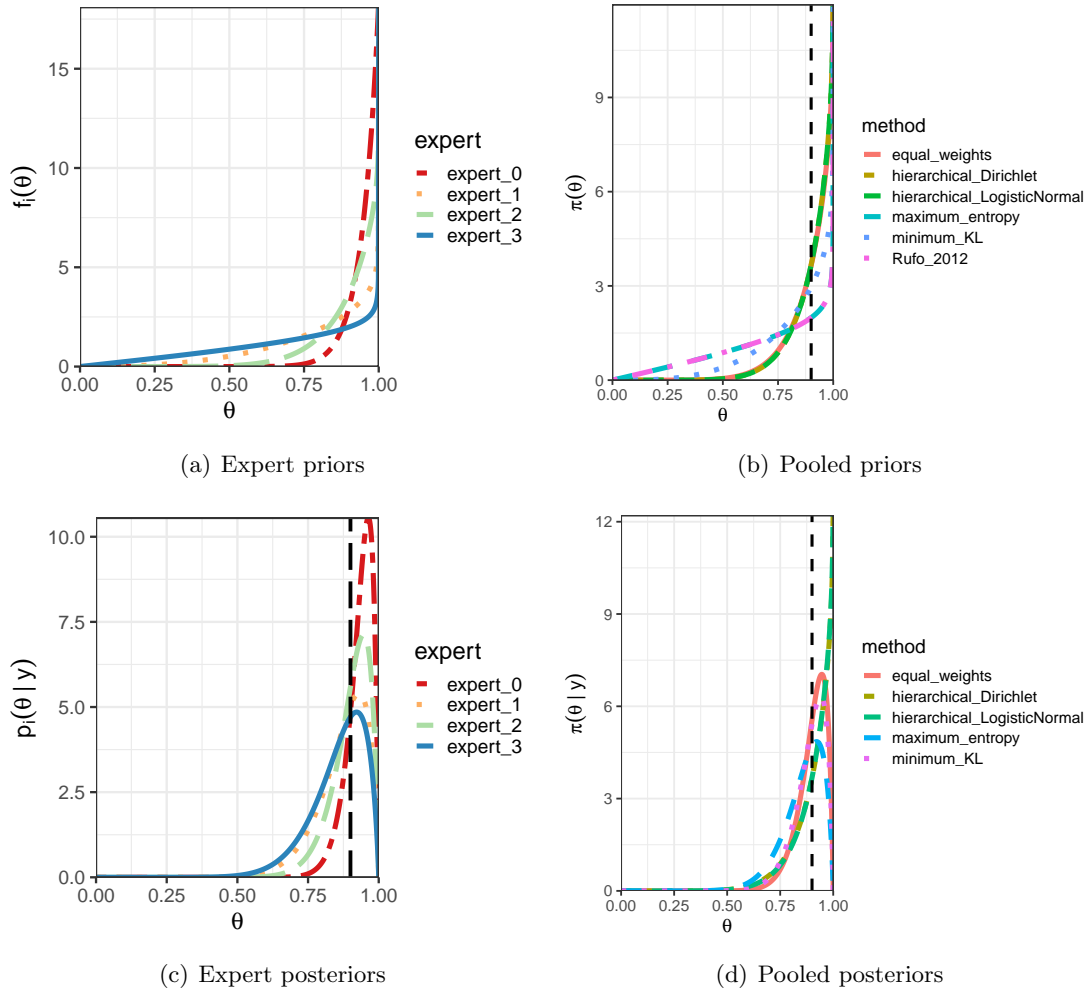 fi(θ)
15
10
5
0
0.00 0.25 0.50 0.75 1.00
θ
expert
expert_0
expert_1
expert_2
expert_3
(a) Expert priors
π(θ)
9
6
3
0
0.00 0.25 0.50 0.75 1.00
θ
method
equal_weights
hierarchical_Dirichlet
hierarchical_LogisticNormal
maximum_entropy
minimum_KL
Rufo_2012
(b) Pooled priors
pi(θ | y)
10.0
7.5
5.0
2.5
0.0
0.00 0.25 0.50 0.75 1.00
θ
expert
expert_0
expert_1
expert_2
expert_3
(c) Expert posteriors
π(θ | y)
12
9
6
3
0
0.00 0.25 0.50 0.75 1.00
θ
method
equal_weights
hierarchical_Dirichlet
hierarchical_LogisticNormal
maximum_entropy
minimum_KL
(d) Pooled posteriors